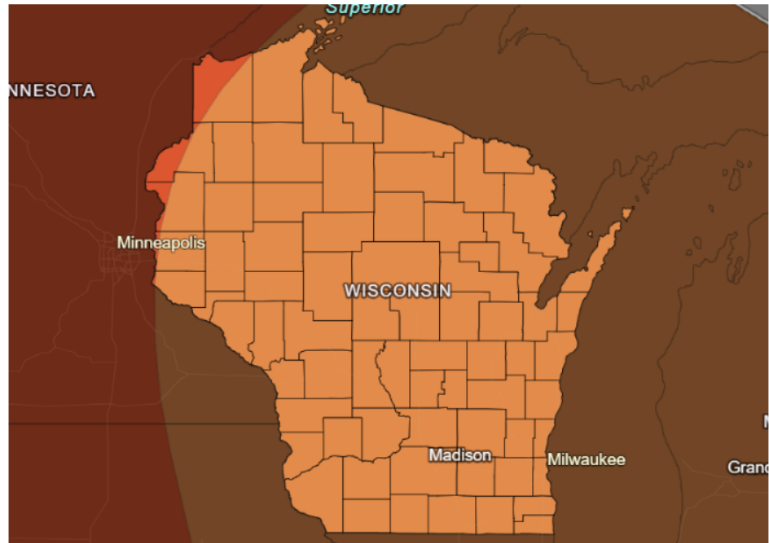 Superior
NNESOTA
Minneapolis
WISCONSIN
Madison
Milwaukee
Grand